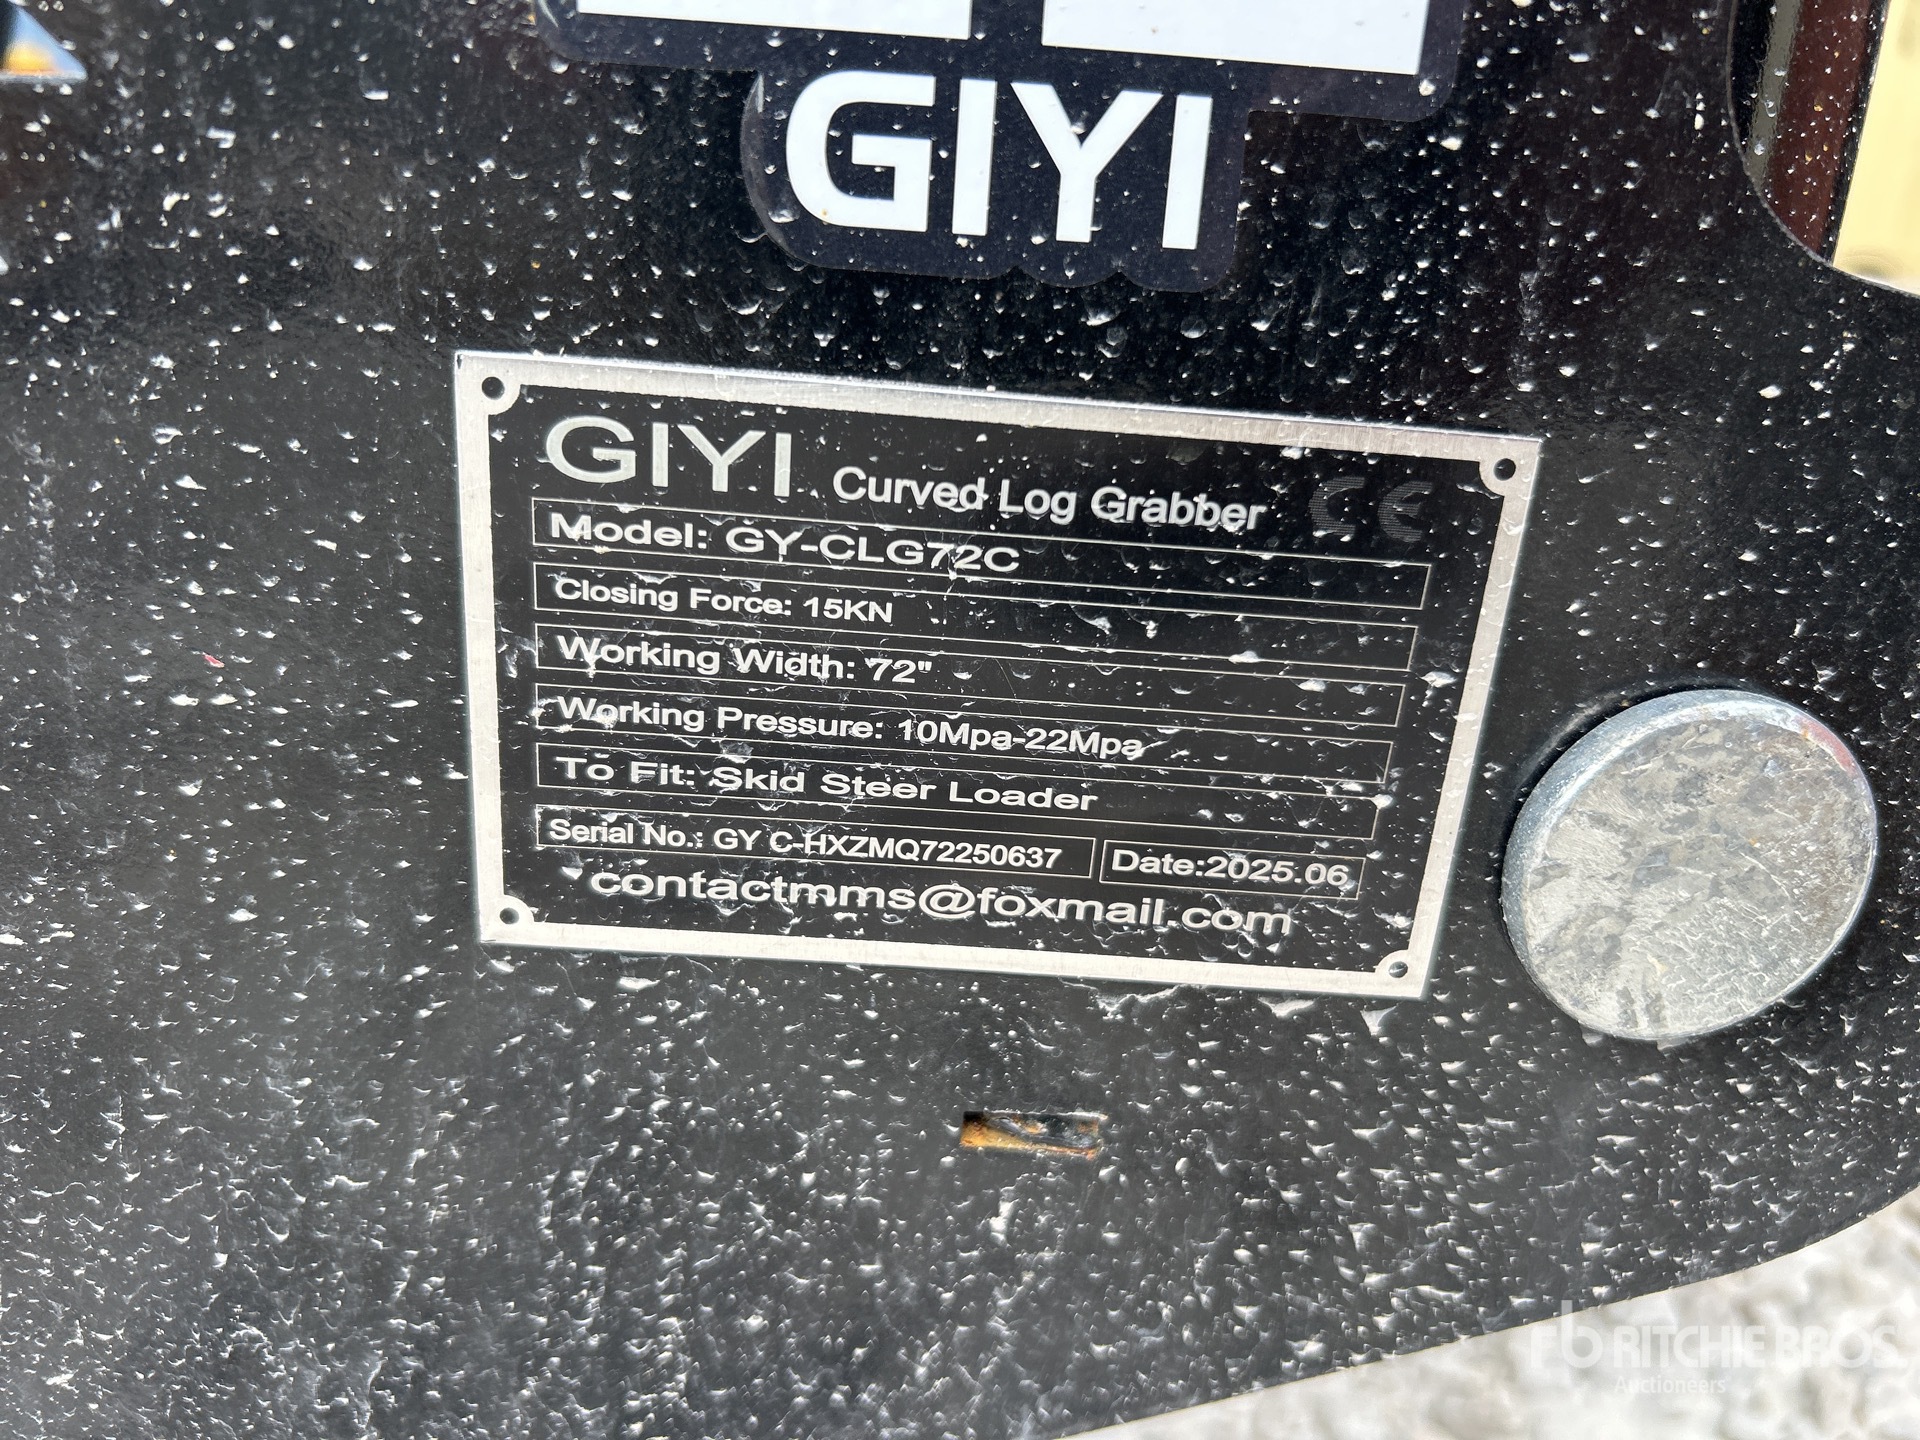 GIYI
GIYI Curved Log Grabber CE
Model: GY-CLG72C
Closing Force: 15KN
Working Width: 72"
Working Pressure: 10Mpa-22Mpa
To Fit: Skid Steer Loader
Serial No.: GY C-HXZMQ72250637 Date:2025.06
contactmms@foxmail.com
rb RITCHIE BROS.
Auctioneers